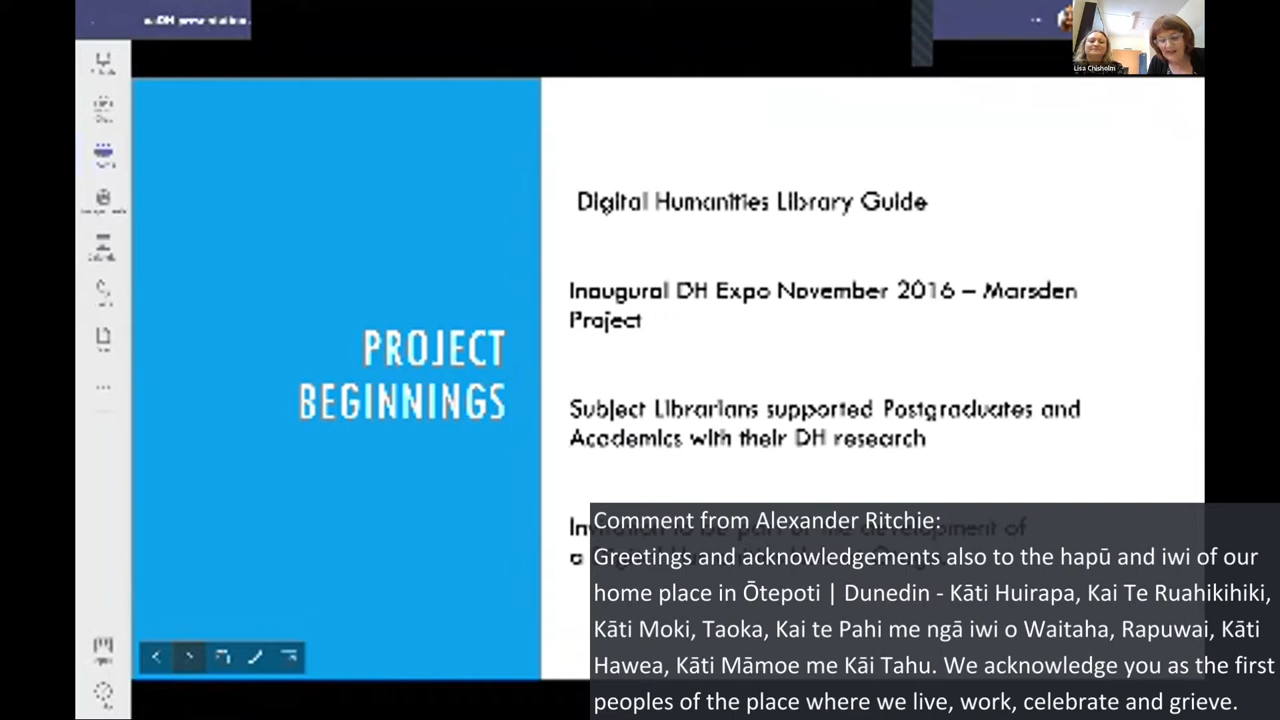 DH presentation
Lisa Chisholm
Digital Humanities Library Guide
Inaugural DH Expo November 2016 – Marsden
Project
PROJECT
BEGINNINGS
Subject Librarians supported Postgraduates and
Academics with their DH research
Comment from Alexander Ritchie:
Greetings and acknowledgements also to the hapū and iwi of our
home place in Ōtepoti | Dunedin - Kāti Huirapa, Kai Te Ruahikihiki,
Kāti Moki, Taoka, Kai te Pahi me ngā iwi o Waitaha, Rapuwai, Kāti
Hawea, Kāti Māmoe me Kāi Tahu. We acknowledge you as the first
peoples of the place where we live, work, celebrate and grieve.